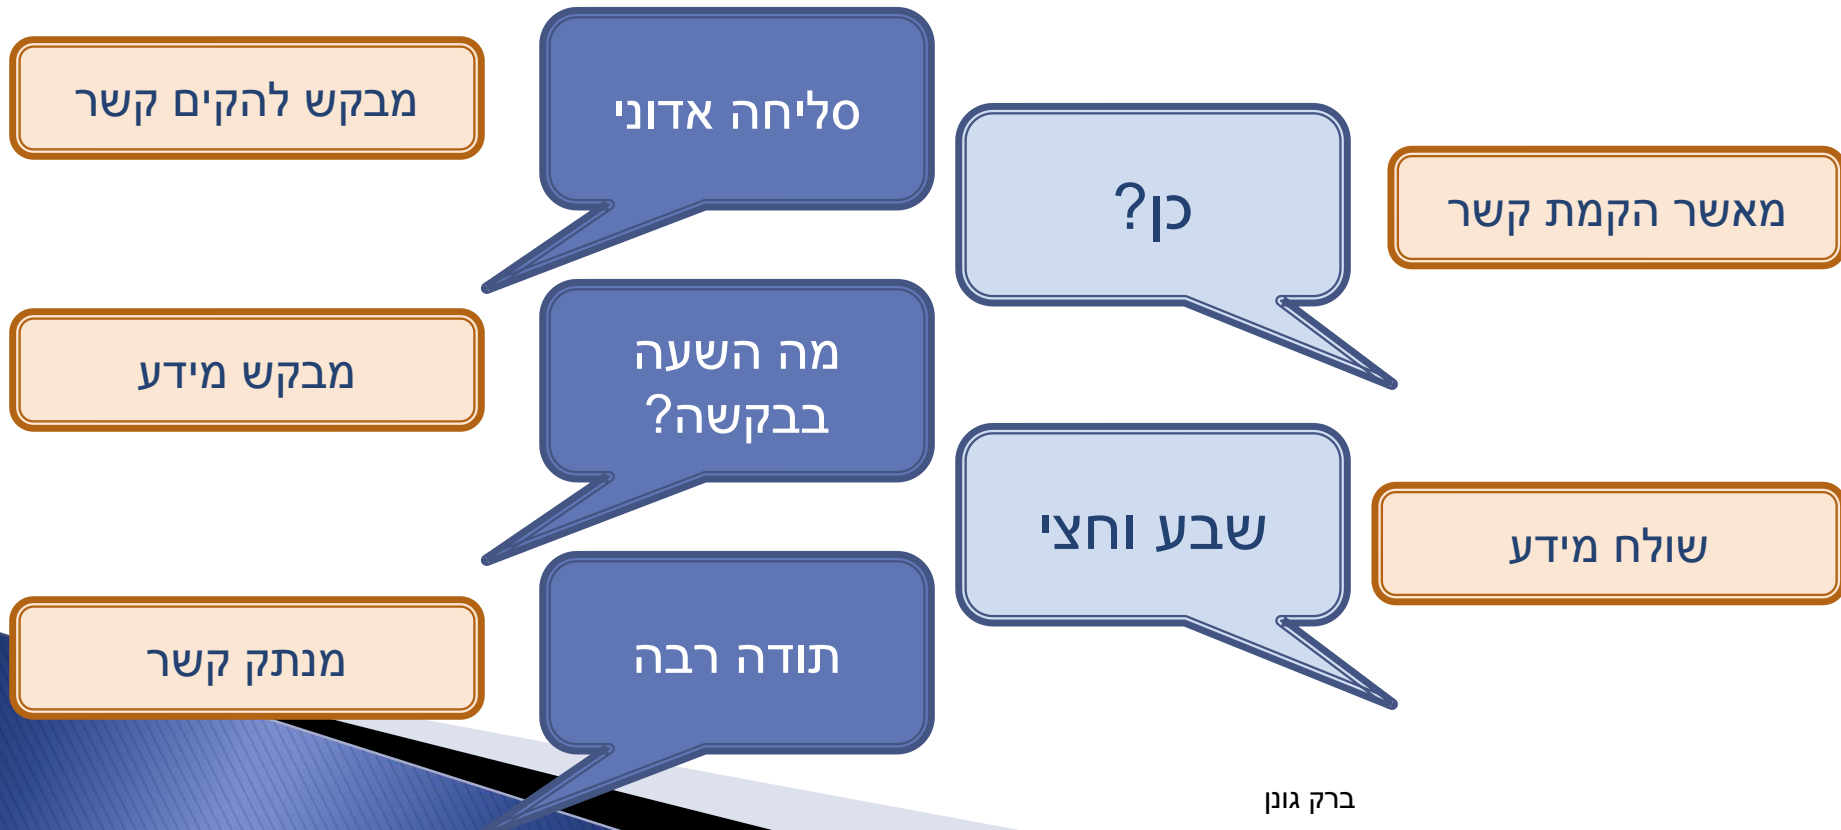 מבקש להקים קשר
סליחה אדוני
כן?
מאשר הקמת קשר
מבקש מידע
מה השעה
בבקשה?
שבע וחצי
שולח מידע
מנתק קשר
תודה רבה
ברק גונן